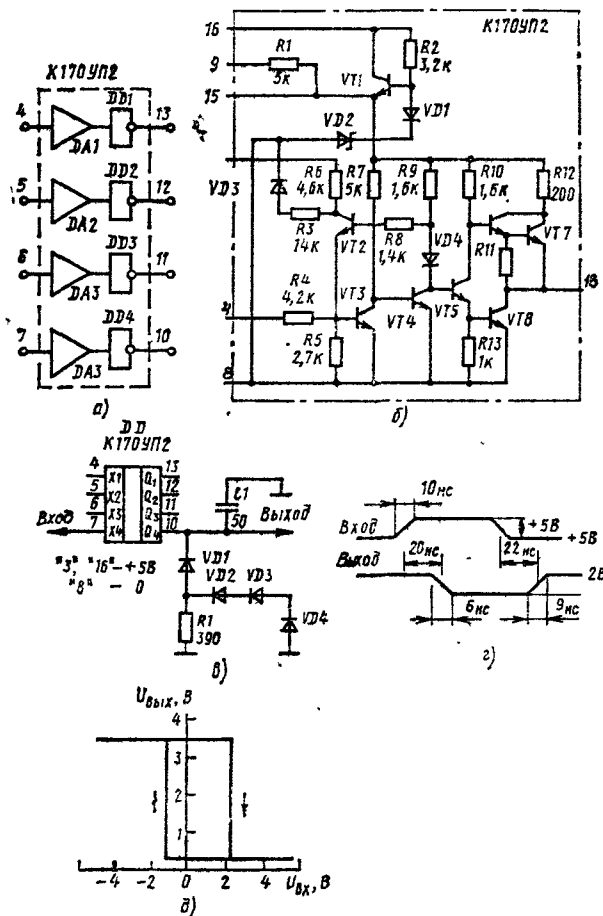 К170УП2
4
DD1
13
DA1
5
DD2
12
DA2
6
DD3
11
DA3
7
DD4
10
DA3
а)
16
К170УП2
9
R1
5к
R2
3,2к
VT1
15
VD1
VD2
VD3
R6
4,6к
R7
5к
R9
1,6к
R10
1,6к
R12
200
R3
14к
VT2
R8
1,4к
VD4
R11
VT7
R4
4,2к
VT3
VT4
VT5
VT8
4
R5
2,7к
R13
1к
8
б)
DD
К170УП2
4 X1 Q1 13
5 X2 Q2 12
6 X3 Q3 11
7 X4 Q4 10
Вход
C1
50
Выход
"3", "16" – +5В
"8" – 0
VD1
VD2
VD3
R1
390
VD4
в)
10нс
Вход
+5В
+5В
Выход
20нс
22нс
2В
6нс
9нс
г)
Uвых, В
4
3
2
1
-4 -2 0 2 4 Uвх, В
д)